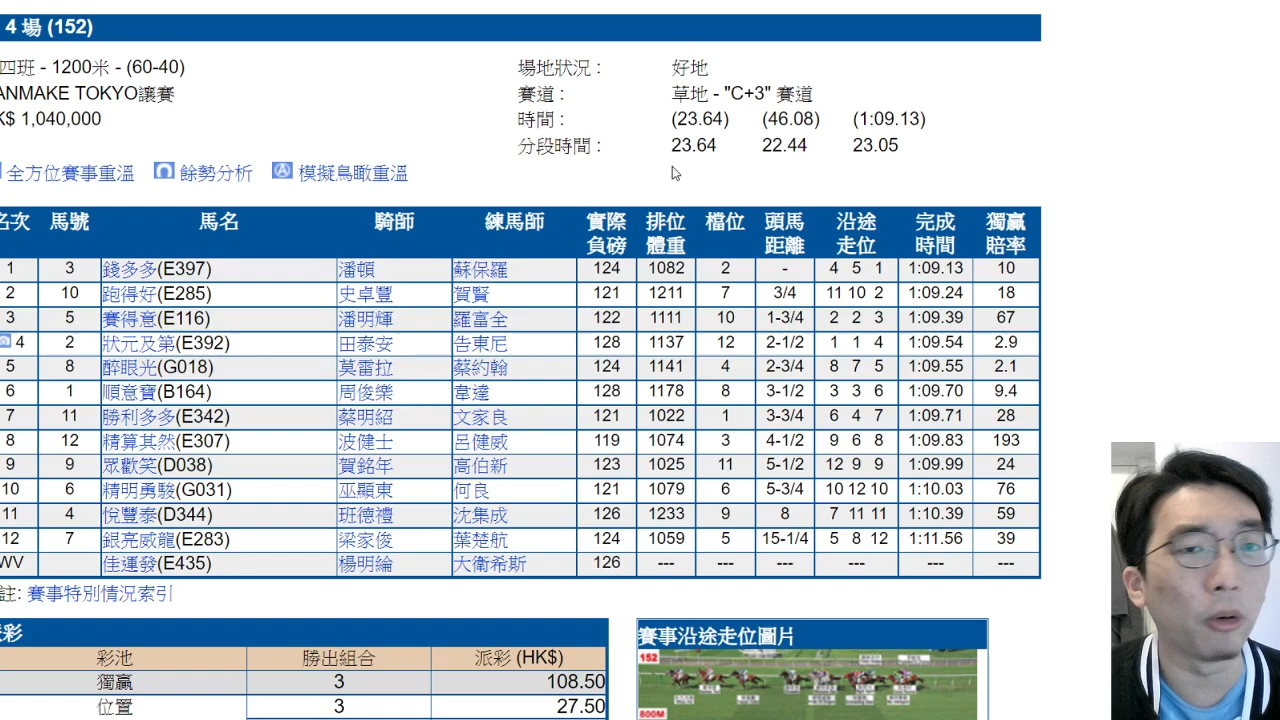 4 場 (152)
四班 - 1200米 - (60-40)
場地狀況 :
好地
ANMAKE TOKYO讓賽
賽道 :
草地 - "C+3" 賽道
K$ 1,040,000
時間 :
(23.64) (46.08) (1:09.13)
分段時間 :
23.64 22.44 23.05
全方位賽事重溫 餘勢分析 模擬鳥瞰重溫
名次 馬號 馬名 騎師 練馬師 實際負磅 排位體重 檔位 頭馬距離 沿途走位 完成時間 獨贏賠率
1 3 錢多多(E397) 潘頓 蘇保羅 124 1082 2 - 4 5 1 1:09.13 10
2 10 跑得好(E285) 史卓豐 賀賢 121 1211 7 3/4 11 10 2 1:09.24 18
3 5 賽得意(E116) 潘明輝 羅富全 122 1111 10 1-3/4 2 2 3 1:09.39 67
4 2 狀元及第(E392) 田泰安 告東尼 128 1137 12 2-1/2 1 1 4 1:09.54 2.9
5 8 醉眼光(G018) 莫雷拉 蔡約翰 124 1141 4 2-3/4 8 7 5 1:09.55 2.1
6 1 順意寶(B164) 周俊樂 韋達 128 1178 8 3-1/2 3 3 6 1:09.70 9.4
7 11 勝利多多(E342) 蔡明紹 文家良 121 1022 1 3-3/4 6 4 7 1:09.71 28
8 12 精算其然(E307) 波健士 呂健威 119 1074 3 4-1/2 9 6 8 1:09.83 193
9 9 眾歡笑(D038) 賀銘年 高伯新 123 1025 11 5-1/2 12 9 9 1:09.99 24
10 6 精明勇駿(G031) 巫顯東 何良 121 1079 6 5-3/4 10 12 10 1:10.03 76
11 4 悅豐泰(D344) 班德禮 沈集成 126 1233 9 8 7 11 11 1:10.39 59
12 7 銀亮威龍(E283) 梁家俊 葉楚航 124 1059 5 15-1/4 5 8 12 1:11.56 39
WV 佳運發(E435) 楊明綸 大衛希斯 126 --- --- --- --- --- ---
註: 賽事特別情況索引
派彩
賽事沿途走位圖片
彩池 勝出組合 派彩 (HK$)
獨贏 3 108.50
位置 3 27.50
152
800M